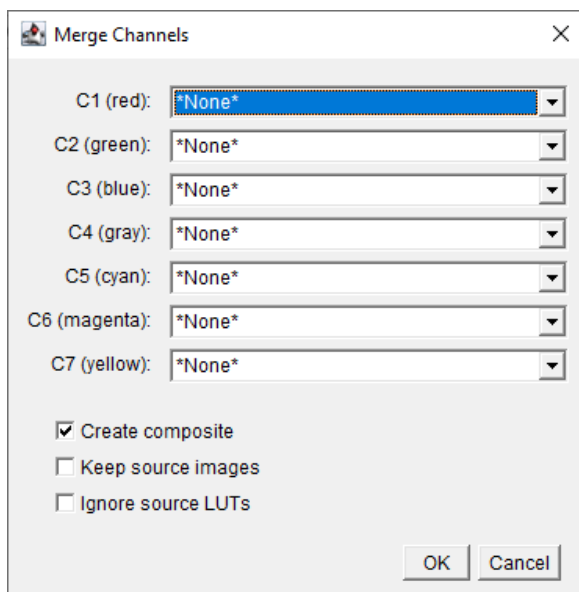 Merge Channels
C1 (red): *None*
C2 (green): *None*
C3 (blue): *None*
C4 (gray): *None*
C5 (cyan): *None*
C6 (magenta): *None*
C7 (yellow): *None*
Create composite
Keep source images
Ignore source LUTs
OK Cancel